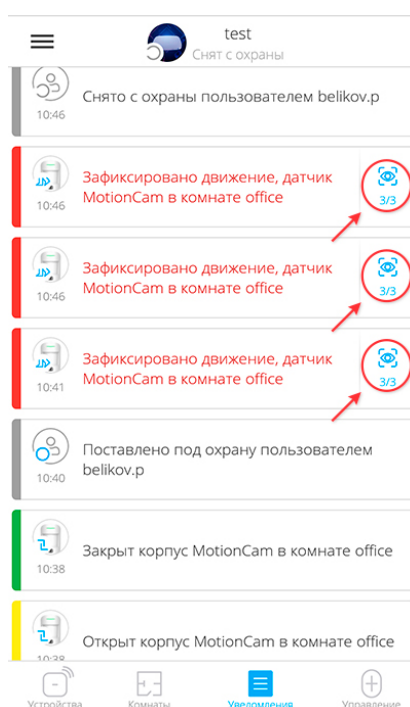 test
Снят с охраны
Снято с охраны пользователем belikov.p
10:46
Зафиксировано движение, датчик
MotionCam в комнате office
10:46
3/3
Зафиксировано движение, датчик
MotionCam в комнате office
10:46
3/3
Зафиксировано движение, датчик
MotionCam в комнате office
10:41
3/3
Поставлено под охрану пользователем
belikov.p
10:40
Закрыт корпус MotionCam в комнате office
10:38
Открыт корпус MotionCam в комнате office
10:38
Устройства Комнаты Уведомления Управление